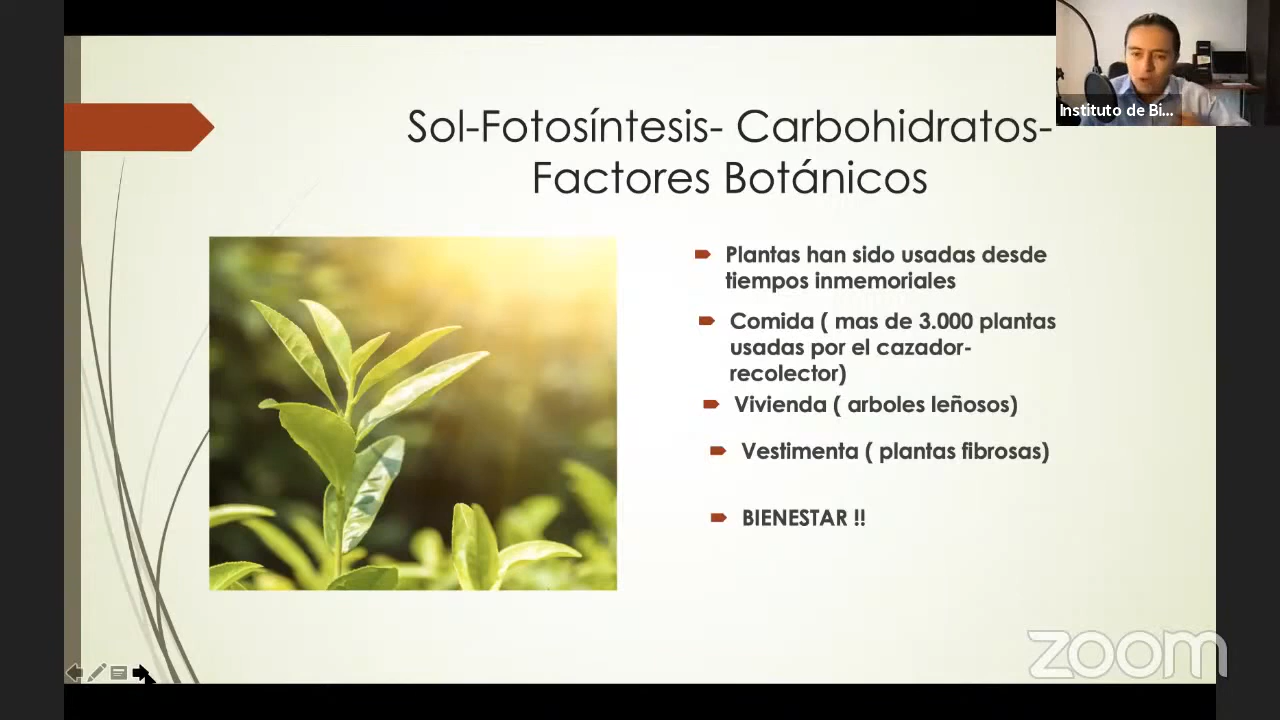 Instituto de Bi...
Sol-Fotosíntesis- Carbohidratos-
Factores Botánicos
Plantas han sido usadas desde
tiempos inmemoriales
Comida ( mas de 3.000 plantas
usadas por el cazador-
recolector)
Vivienda ( arboles leñosos)
Vestimenta ( plantas fibrosas)
BIENESTAR !!
zoom